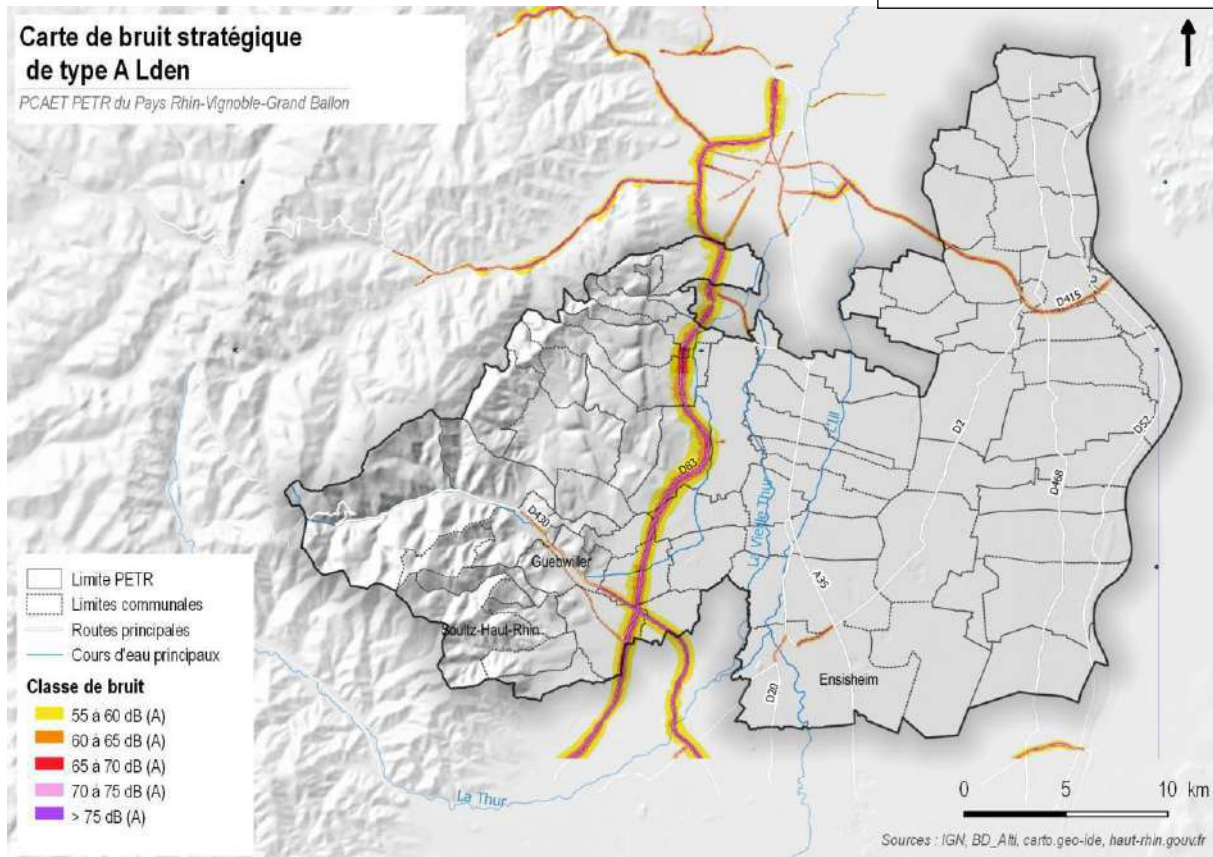 Carte de bruit stratégique
de type A Lden
PCAET PETR du Pays Rhin-Vignoble-Grand Ballon
D415
D2
D52
D468
D83
La Vieille Thur
L'Ill
D430
Guebwiller
A35
Soultz-Haut-Rhin
Ensisheim
D20
La Thur
Limite PETR
Limites communales
Routes principales
Cours d'eau principaux
Classe de bruit
55 à 60 dB (A)
60 à 65 dB (A)
65 à 70 dB (A)
70 à 75 dB (A)
> 75 dB (A)
0 5 10 km
Sources : IGN, BD_Alti, carto.geo-ide, haut-rhin.gouv.fr